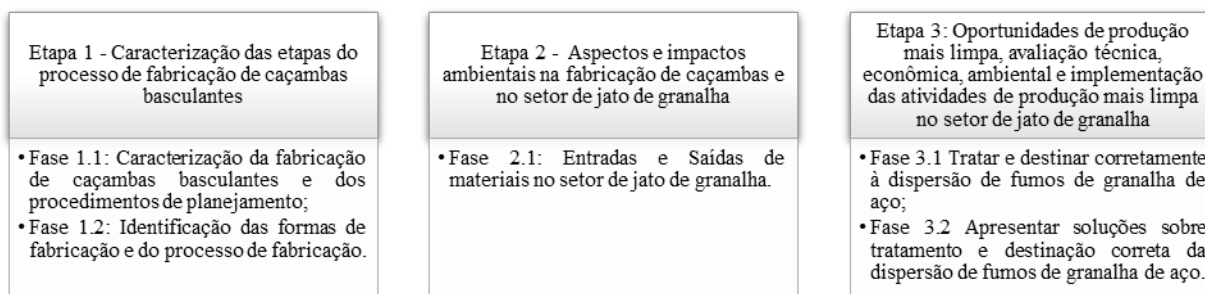 Etapa 1 - Caracterização das etapas do
processo de fabricação de caçambas
basculantes
• Fase 1.1: Caracterização da fabricação
de caçambas basculantes e dos
procedimentos de planejamento;
• Fase 1.2: Identificação das formas de
fabricação e do processo de fabricação.
Etapa 2 - Aspectos e impactos
ambientais na fabricação de caçambas e
no setor de jato de granalha
• Fase 2.1: Entradas e Saídas de
materiais no setor de jato de granalha.
Etapa 3: Oportunidades de produção
mais limpa, avaliação técnica,
econômica, ambiental e implementação
das atividades de produção mais limpa
no setor de jato de granalha
• Fase 3.1 Tratar e destinar corretamente
à dispersão de fumos de granalha de
aço;
• Fase 3.2 Apresentar soluções sobre
tratamento e destinação correta da
dispersão de fumos de granalha de aço.